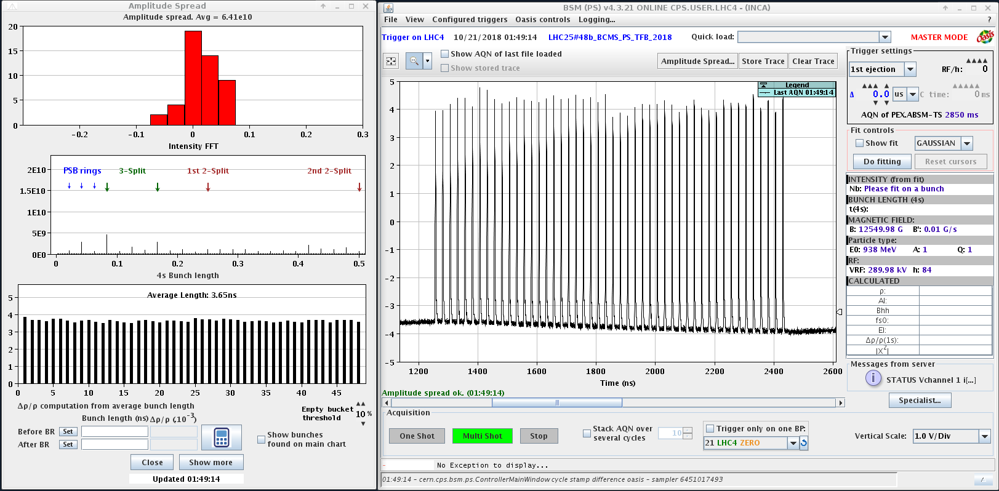 Amplitude Spread
Amplitude spread. Avg = 6.41e10
20
15
10
5
0
-0.2
-0.1
0
0.1
0.2
0.3
Intensity FFT
2E10
1.5E10
1E10
5E9
0E0
PSB rings
3-Split
1st 2-Split
2nd 2-Split
0
0.1
0.2
0.3
0.4
0.5
4s Bunch length
Average Length: 3.65ns
5
4
3
2
1
0
0
5
10
15
20
25
30
35
40
45
Δρ/ρ computation from average bunch length
Bunch length (ns) Δρ/ρ (.10⁻³)
Before BR Set
After BR Set
Empty bucket threshold 10 %
Show bunches
found on main chart
Close Show more
Updated 01:49:14
BSM (PS) v4.3.21 ONLINE CPS.USER.LHC4 - (INCA)
File View Configured triggers Oasis controls Logging... ?
Trigger on LHC4 10/21/2018 01:49:14 LHC25#48b_BCMS_PS_TFB_2018 Quick load: MASTER MODE Oasis
Show AQN of last file loaded
Show stored trace
Amplitude Spread... Store Trace Clear Trace
Legend
Last AQN 01:49:14
5
4
3
2
1
0
-1
-2
-3
-4
-5
1200
1400
1600
1800
2000
2200
2400
2600
Time (ns)
Amplitude spread ok. (01:49:14)
Trigger settings
1st ejection RF/h: 0
Δ 0.0 us C time: 0 ms
AQN of PEX.ABSM-TS 2850 ms
Fit controls
Show fit GAUSSIAN
Do fitting Reset cursors
INTENSITY (from fit)
Nb: Please fit on a bunch
BUNCH LENGTH (4s)
t(4s):
MAGNETIC FIELD:
B: 12549.98 G B': 0.01 G/s
Particle type:
E0: 938 MeV A: 1 Q: 1
RF:
VRF: 289.98 kV h: 84
CALCULATED
ρ:
Al:
Bhh
fs0:
El:
Δρ/ρ(1s):
|X²|
Messages from server
i STATUS Vchannel 1 i[...]
Specialist...
Acquisition
One Shot Multi Shot Stop
Stack AQN over
several cycles
10
Trigger only on one BP:
21 LHC4 ZERO
Vertical Scale: 1.0 V/Div
- No Exception to display...
01:49:14 - cern.cps.bsm.ps.ControllerMainWindow cycle stamp difference oasis - sampler 6451017493